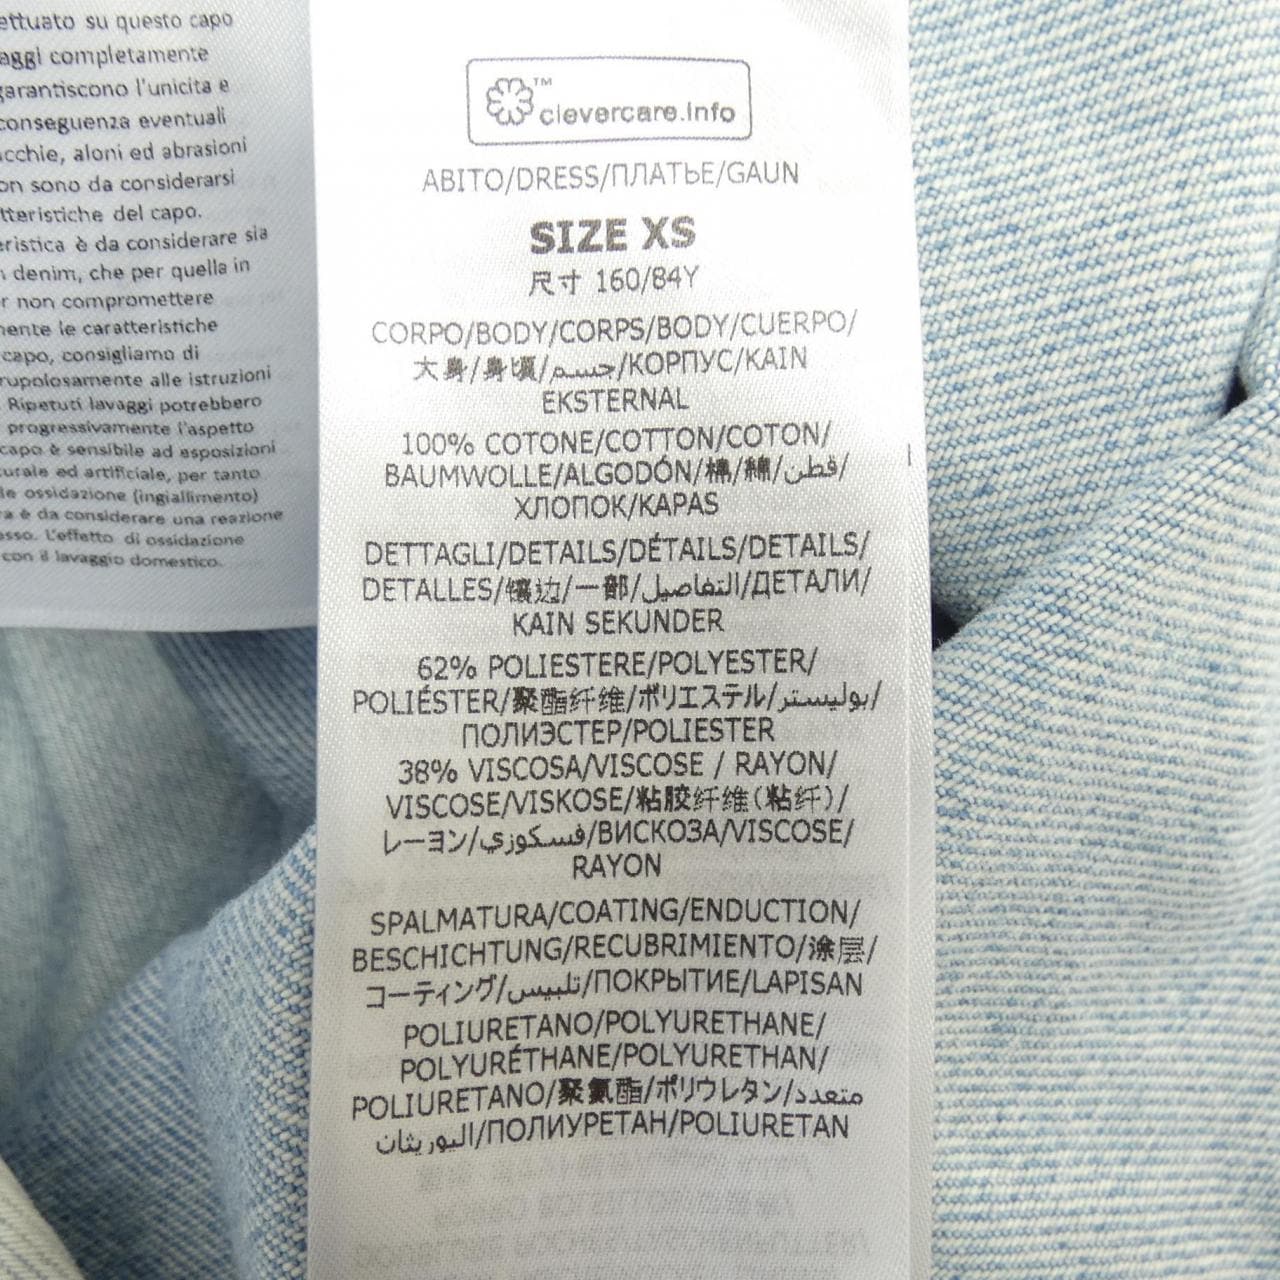 ettuato su questo capo
aggi completamente
garantiscono l'unicita e
conseguenza eventuali
acchie, aloni ed abrasioni
on sono da considerarsi
tteristiche del capo.
eristica è da considerare sia
denim, che per quella in
r non compromettere
mente le caratteristiche
capo, consigliamo di
rupolosamente alle istruzioni
Ripetuti lavaggi potrebbero
progressivamente l'aspetto
capo è sensibile ad esposizioni
urale ed artificiale, per tanto
le ossidazione (ingiallimento)
ra è da considerare una reazione
sso. L'effetto di ossidazione
con il lavaggio domestico.
™
clevercare.info
ABITO/DRESS/ПЛАТЬЕ/GAUN
SIZE XS
尺寸 160/84Y
CORPO/BODY/CORPS/BODY/CUERPO/
大身/身頃/جسم/КОРПУС/KAIN
EKSTERNAL
100% COTONE/COTTON/COTON/
BAUMWOLLE/ALGODÓN/棉/綿/قطن/
ХЛОПОК/KAPAS
DETTAGLI/DETAILS/DÉTAILS/DETAILS/
DETALLES/镶边/一部/التفاصيل/ДЕТАЛИ/
KAIN SEKUNDER
62% POLIESTERE/POLYESTER/
POLIÉSTER/聚酯纤维/ポリエステル/بوليستر/
ПОЛИЭСТЕР/POLIESTER
38% VISCOSA/VISCOSE / RAYON/
VISCOSE/VISKOSE/粘胶纤维(粘纤)/
レーヨン/فسكوزي/ВИСКОЗА/VISCOSE/
RAYON
SPALMATURA/COATING/ENDUCTION/
BESCHICHTUNG/RECUBRIMIENTO/涂层/
コーティング/تلبيس/ПОКРЫТИЕ/LAPISAN
POLIURETANO/POLYURETHANE/
POLYURÉTHANE/POLYURETHAN/
POLIURETANO/聚氰酯/ポリウレタン/متعدد
اليوريثان/ПОЛИУРЕТАН/POLIURETAN